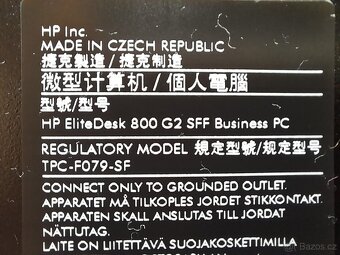 HP Inc.
MADE IN CZECH REPUBLIC
捷克製造／捷克制造
微型计算机／個人電腦
型號/型号
HP EliteDesk 800 G2 SFF Business PC
REGULATORY MODEL 規定型號/规定型号
TPC-F079-SF
CONNECT ONLY TO GROUNDED OUTLET.
APPARATET MÅ TILKOPLES JORDET STIKKONTAKT.
APPARATEN SKALL ANSLUTAS TILL JORDAT
NÄTTUTAG.
LAITE ON LIITETTÄVÄ SUOJAKOSKETTIMILLA